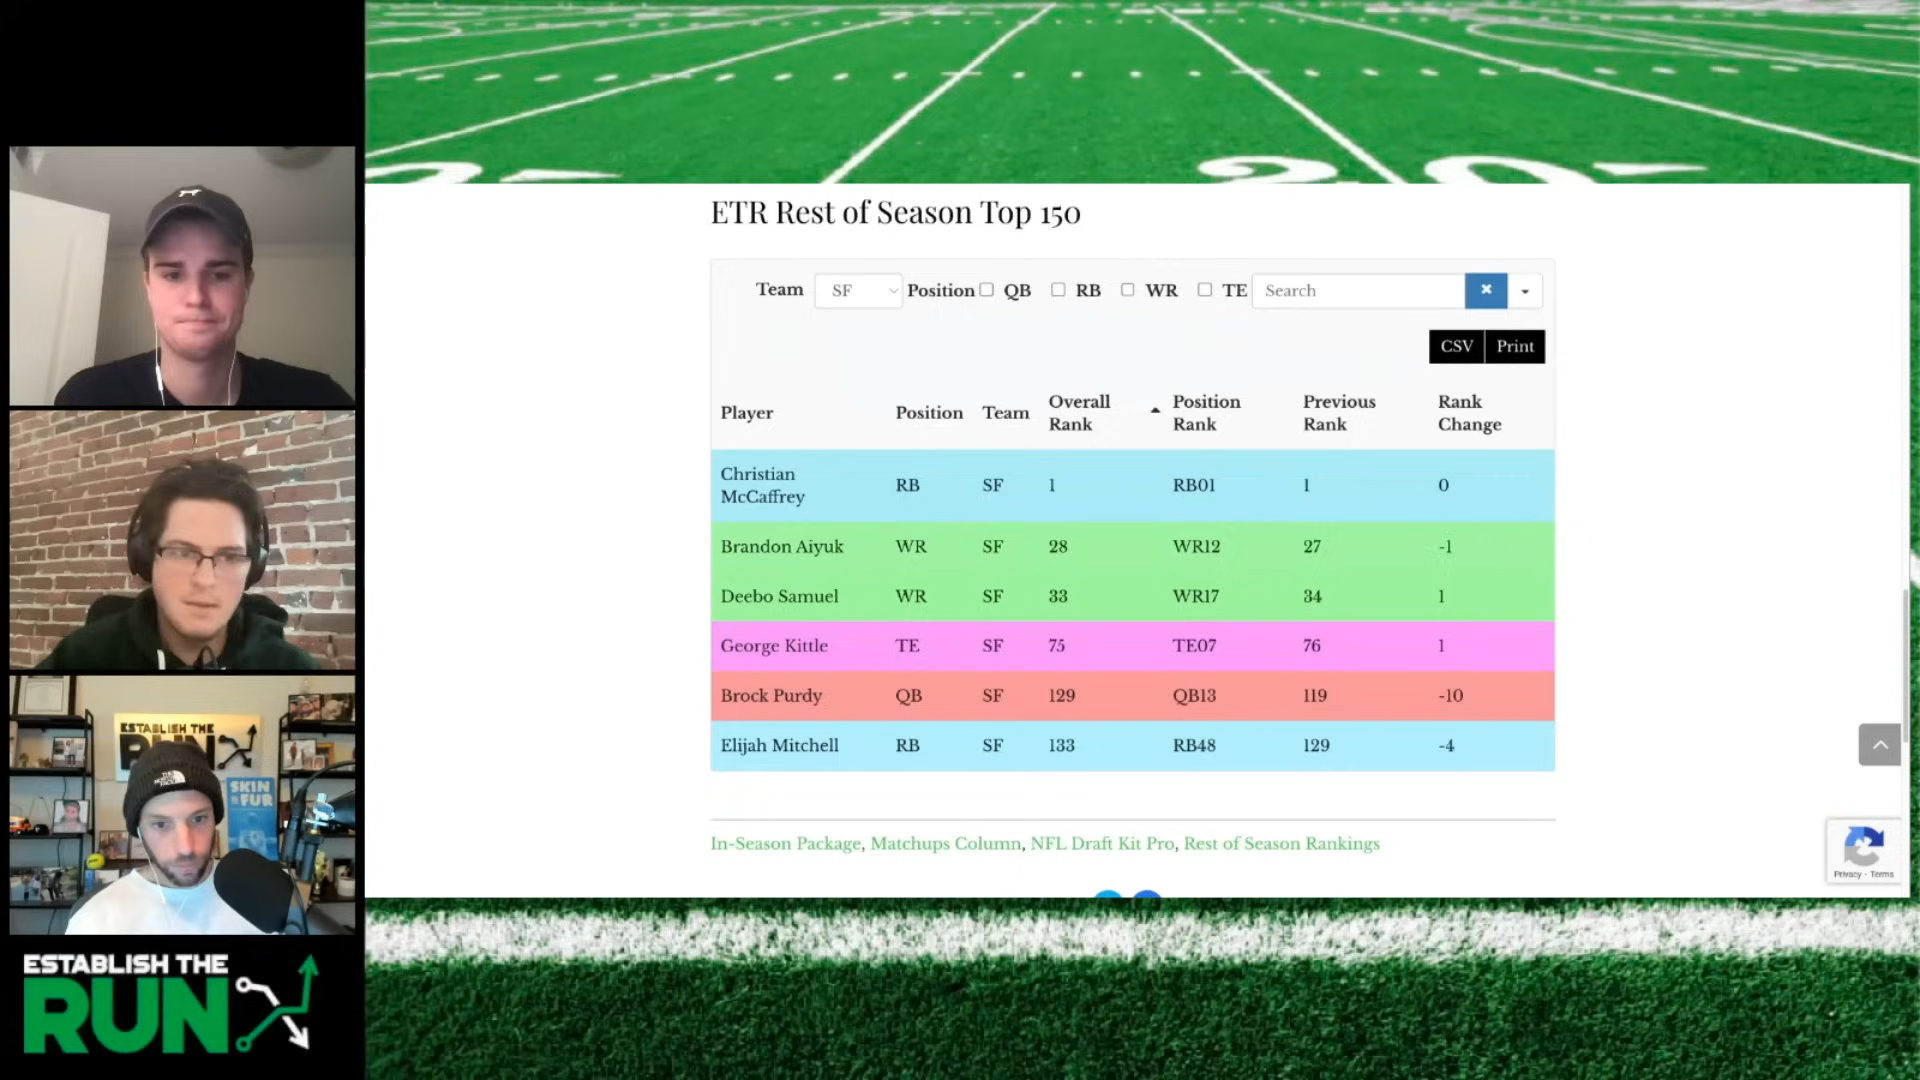 ETR Rest of Season Top 150
Team SF Position QB RB WR TE Search
CSV Print
Player Position Team Overall Rank Position Rank Previous Rank Rank Change
Christian McCaffrey RB SF 1 RB01 1 0
Brandon Aiyuk WR SF 28 WR12 27 -1
Deebo Samuel WR SF 33 WR17 34 1
George Kittle TE SF 75 TE07 76 1
Brock Purdy QB SF 129 QB13 119 -10
Elijah Mitchell RB SF 133 RB48 129 -4
In-Season Package, Matchups Column, NFL Draft Kit Pro, Rest of Season Rankings
Privacy - Terms
ESTABLISH THE
RUN
SKIN
FUR
THE
NORTH
FACE
ESTABLISH THE
RUN
20